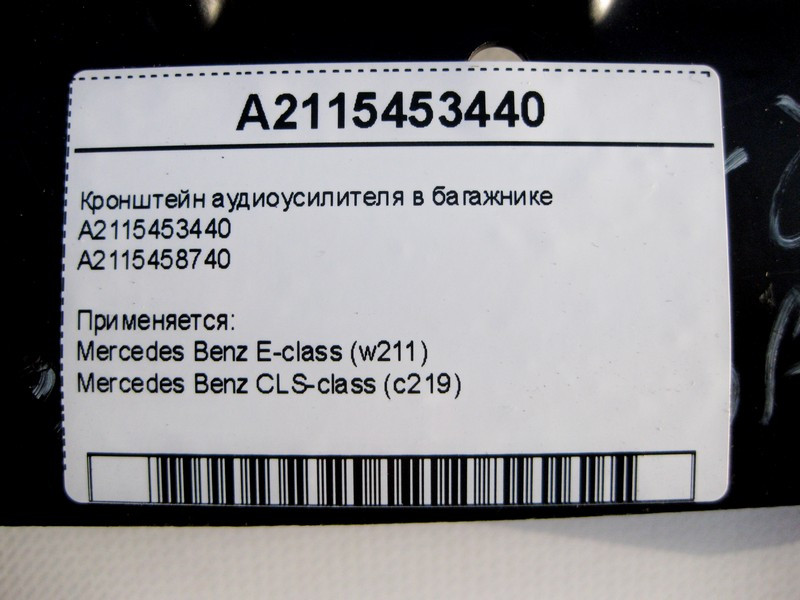 A2115453440
Кронштейн аудиоусилителя в багажнике
A2115453440
A2115458740
Применяется:
Mercedes Benz E-class (w211)
Mercedes Benz CLS-class (c219)